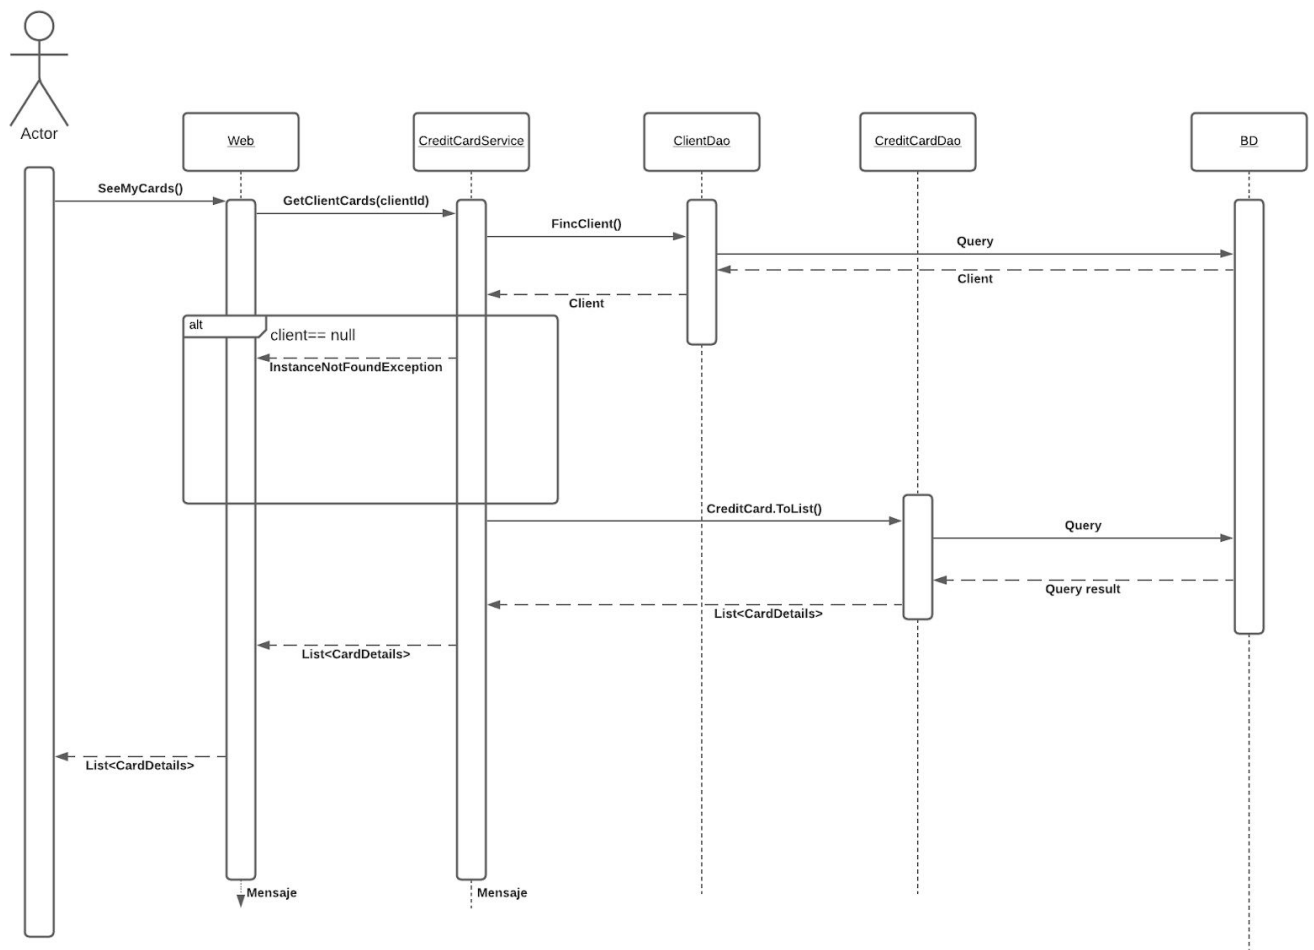 Actor
Web
CreditCardService
ClientDao
CreditCardDao
BD
SeeMyCards()
GetClientCards(clientId)
FincClient()
Query
Client
Client
alt
client== null
InstanceNotFoundException
CreditCard.ToList()
Query
Query result
List<CardDetails>
List<CardDetails>
List<CardDetails>
Mensaje
Mensaje